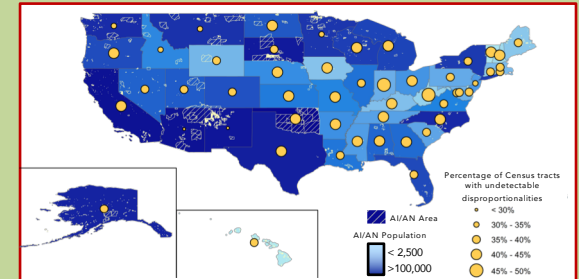 Percentage of Census tracts
with undetectable
disproportionalities
< 30%
30% - 35%
35% - 40%
40% - 45%
45% - 50%
AI/AN Area
AI/AN Population
< 2,500
>100,000